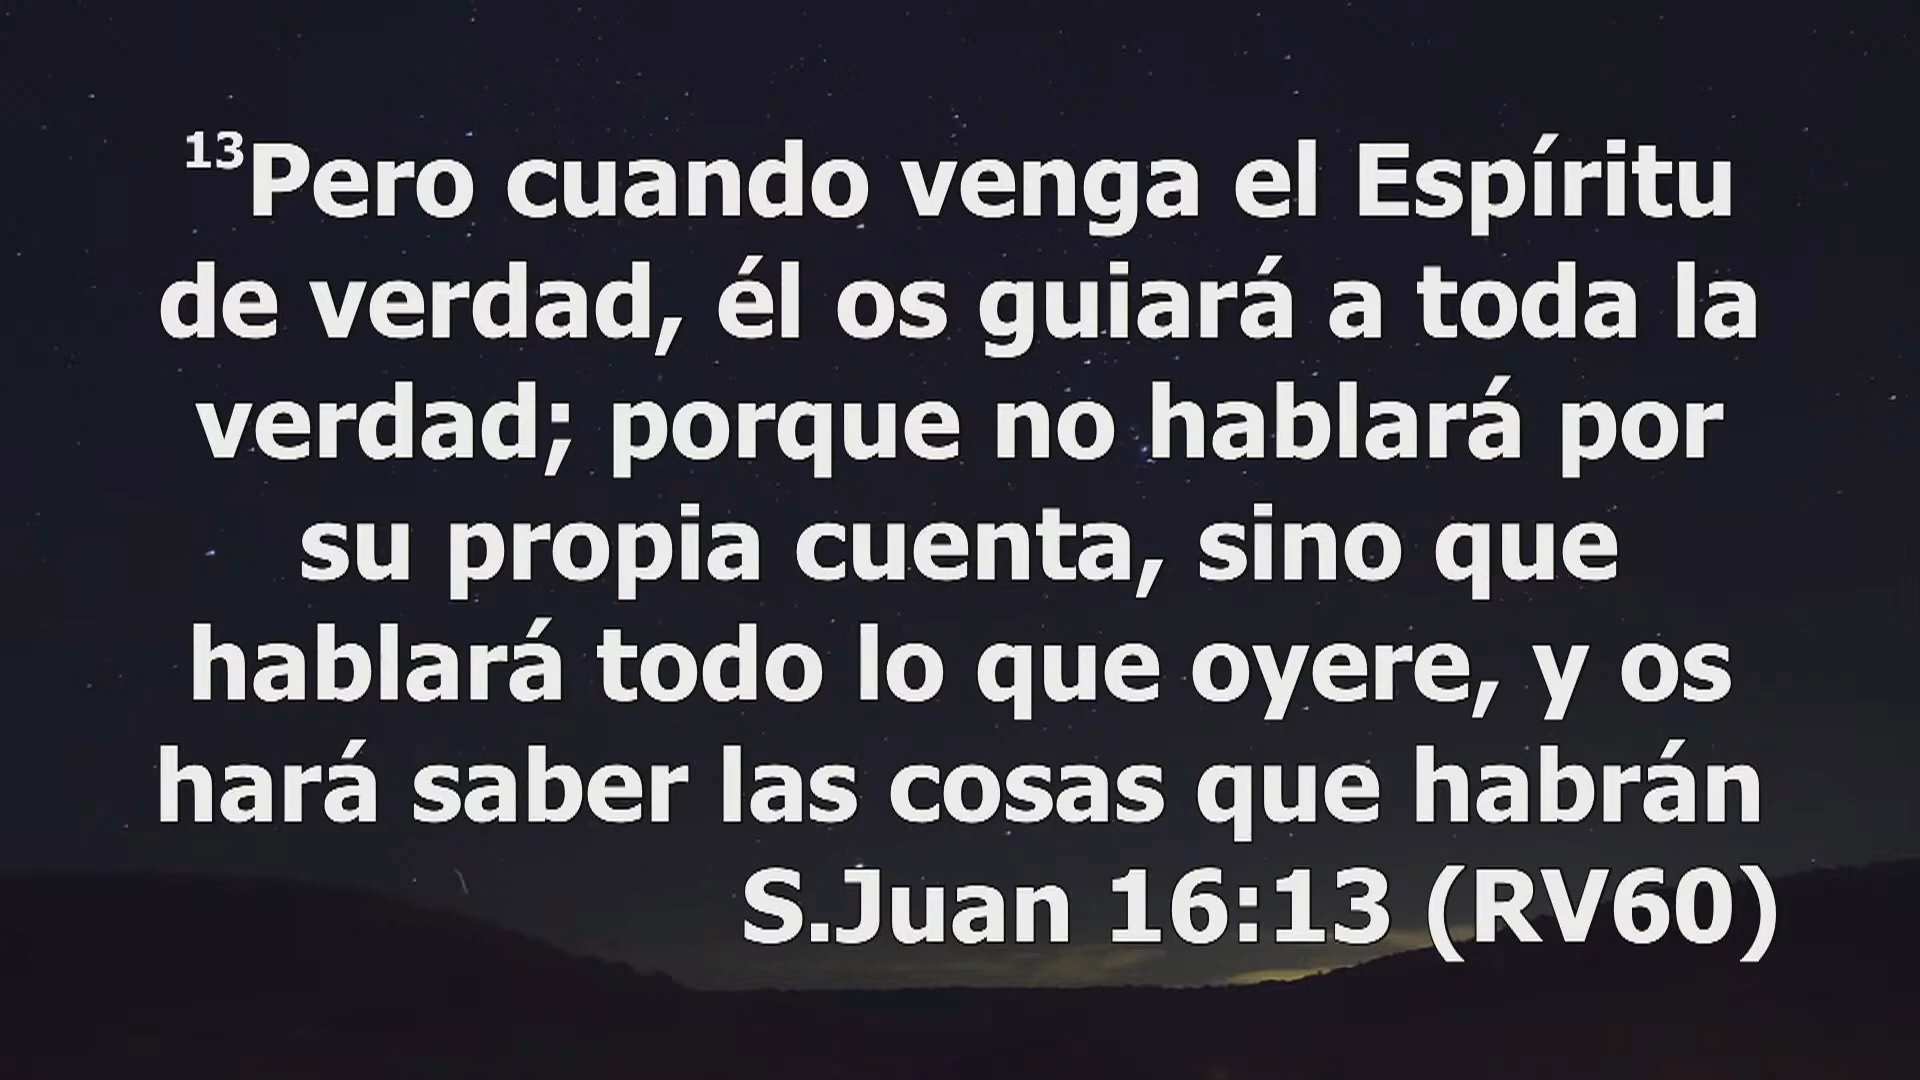 13Pero cuando venga el Espíritu
de verdad, él os guiará a toda la
verdad; porque no hablará por
su propia cuenta, sino que
hablará todo lo que oyere, y os
hará saber las cosas que habrán
S.Juan 16:13 (RV60)